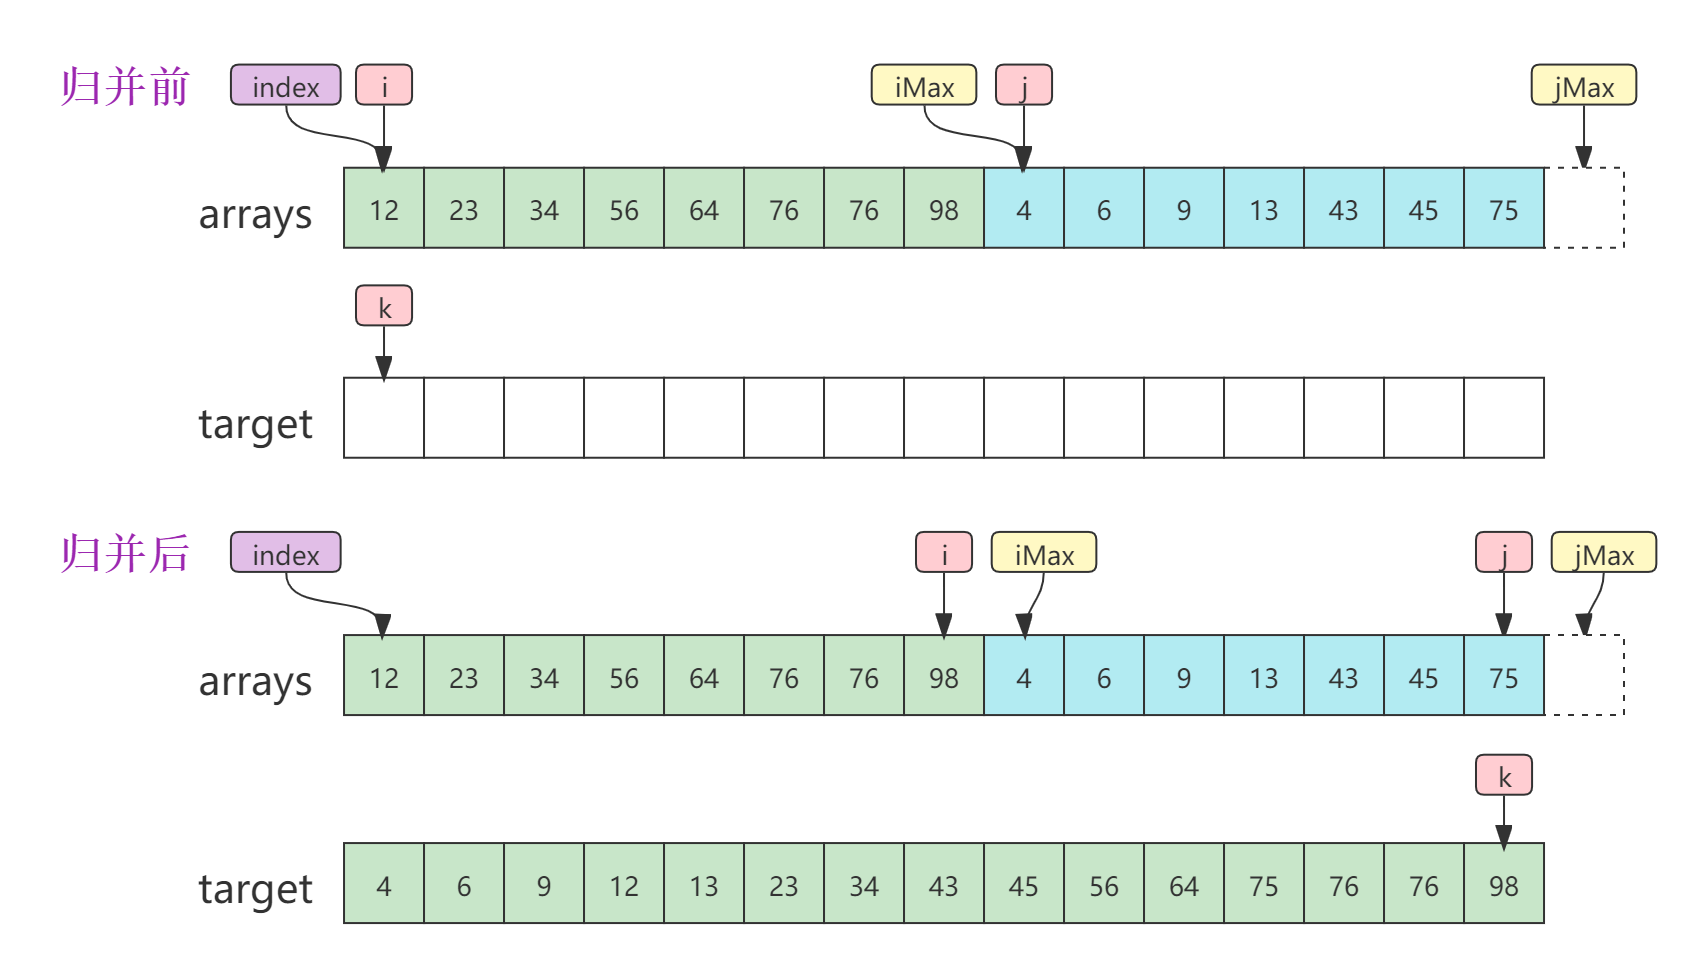 归并前 index i iMax j jMax
arrays 12 23 34 56 64 76 76 98 4 6 9 13 43 45 75
k
target
归并后 index i iMax j jMax
arrays 12 23 34 56 64 76 76 98 4 6 9 13 43 45 75
k
target 4 6 9 12 13 23 34 43 45 56 64 75 76 76 98